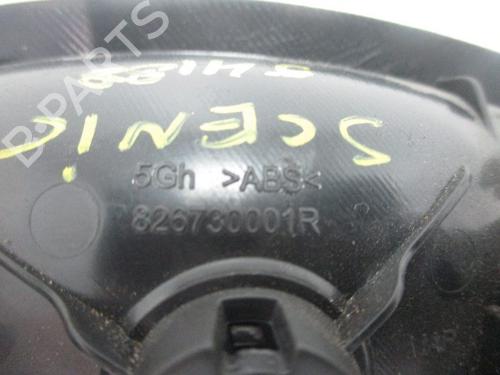 B-PARTS
SCENIC
5Gh >ABS<
826730001R